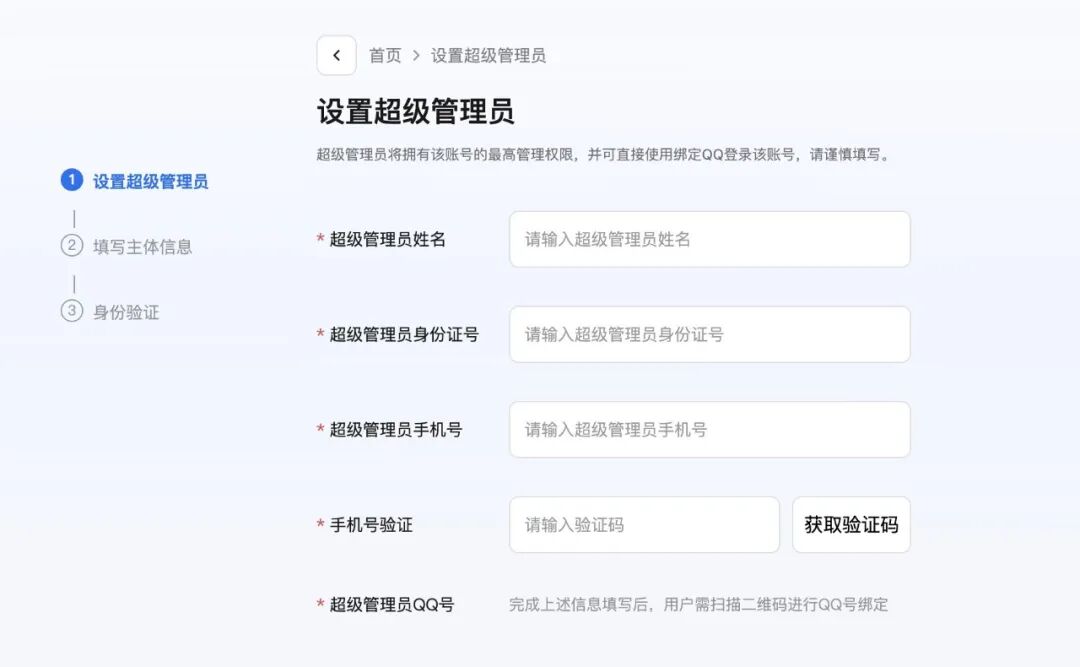 首页 > 设置超级管理员
设置超级管理员
超级管理员将拥有该账号的最高管理权限，并可直接使用绑定QQ登录该账号，请谨慎填写。
1 设置超级管理员
2 填写主体信息
3 身份验证
* 超级管理员姓名 请输入超级管理员姓名
* 超级管理员身份证号 请输入超级管理员身份证号
* 超级管理员手机号 请输入超级管理员手机号
* 手机号验证 请输入验证码 获取验证码
* 超级管理员QQ号 完成上述信息填写后，用户需扫描二维码进行QQ号绑定